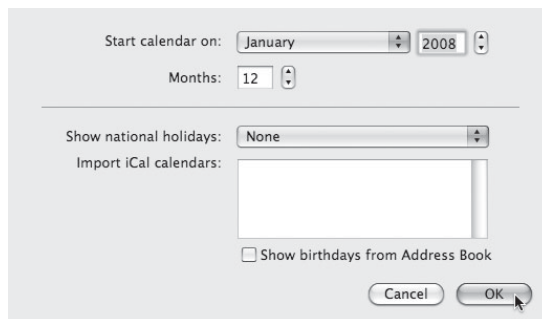 Start calendar on: January 2008
Months: 12
Show national holidays: None
Import iCal calendars:
Show birthdays from Address Book
Cancel OK